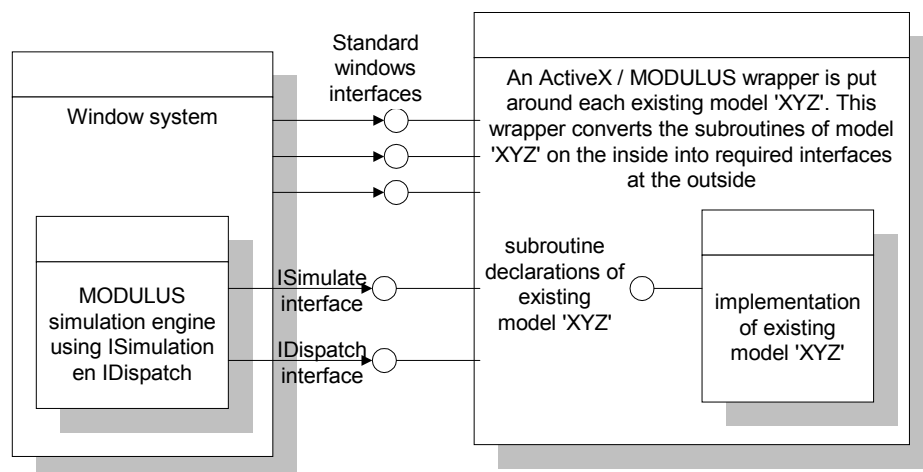 Standard
windows
interfaces
Window system
An ActiveX / MODULUS wrapper is put
around each existing model 'XYZ'. This
wrapper converts the subroutines of model
'XYZ' on the inside into required interfaces
at the outside
MODULUS
simulation engine
using ISimulation
en IDispatch
ISimulate
interface
IDispatch
interface
subroutine
declarations of
existing
model 'XYZ'
implementation
of existing
model 'XYZ'